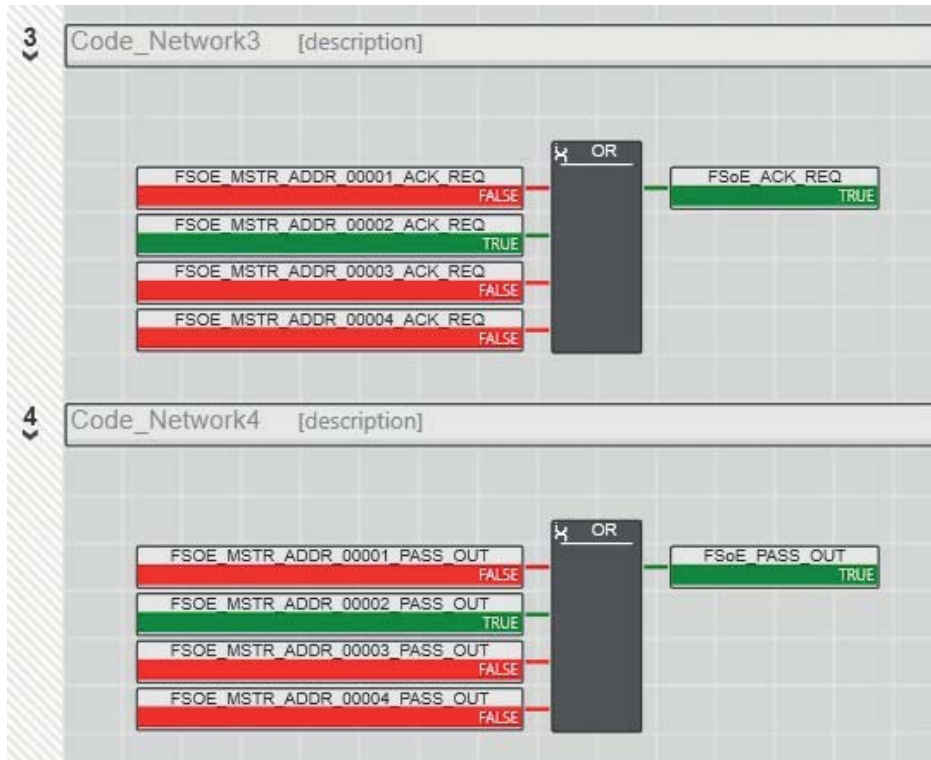 3
Code_Network3 [description]
OR
FSOE_MSTR_ADDR_00001_ACK_REQ
FALSE
FSOE_MSTR_ADDR_00002_ACK_REQ
TRUE
FSOE_MSTR_ADDR_00003_ACK_REQ
FALSE
FSOE_MSTR_ADDR_00004_ACK_REQ
FALSE
FSoE_ACK_REQ
TRUE
4
Code_Network4 [description]
OR
FSOE_MSTR_ADDR_00001_PASS_OUT
FALSE
FSOE_MSTR_ADDR_00002_PASS_OUT
TRUE
FSOE_MSTR_ADDR_00003_PASS_OUT
FALSE
FSOE_MSTR_ADDR_00004_PASS_OUT
FALSE
FSoE_PASS_OUT
TRUE